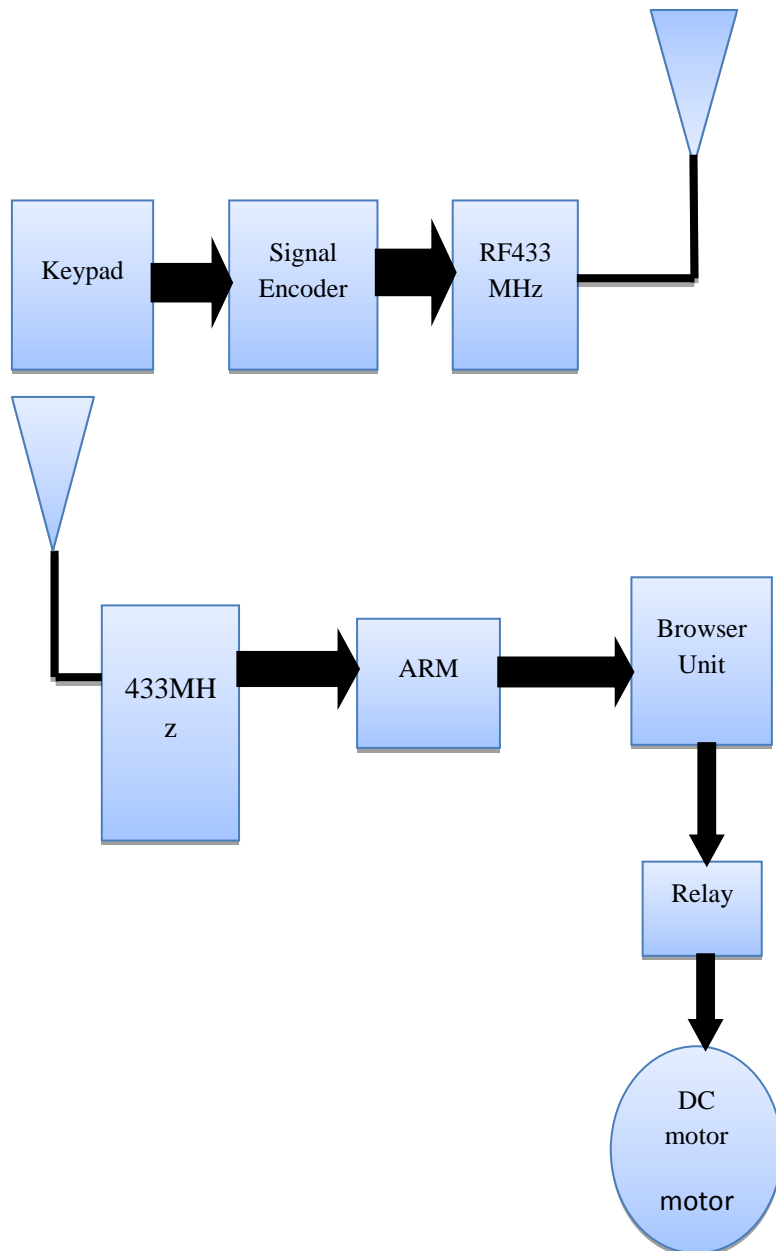 Keypad
Signal
Encoder
RF433
MHz
433MH
z
ARM
Browser
Unit
Relay
DC
motor
motor